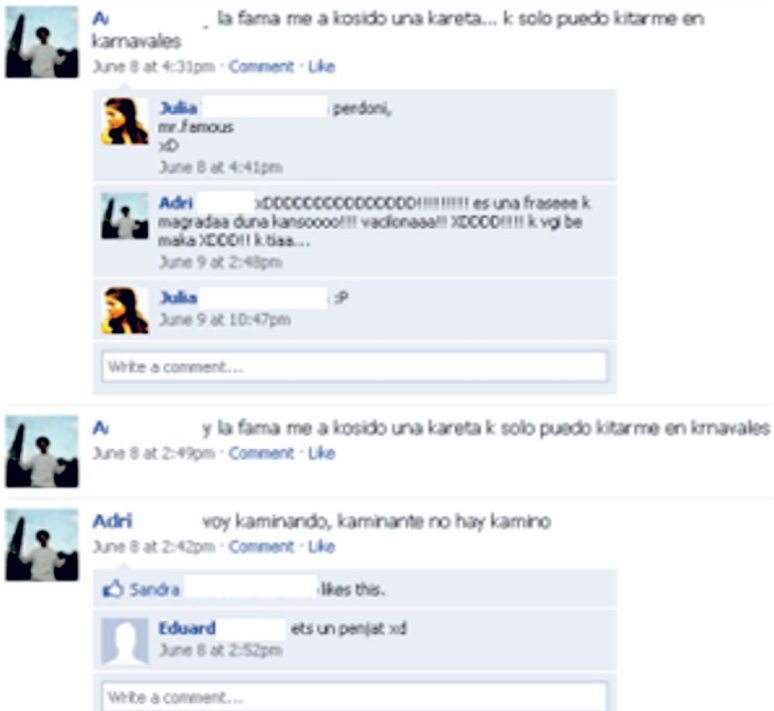 A la fama me a kosido una kareta... k solo puedo kitarme en
karnavales
June 8 at 4:31pm · Comment · Like
Julia perdoni,
mr.famous
xD
June 8 at 4:41pm
Adri xDDDDDDDDDDDDDDDD!!!!!!!!!! es una fraseee k
magradaa duna kansoooo!!! vacilonaaa!! XDDDD!!!! k vgi be
maka XDDD!! k tiaa...
June 9 at 2:48pm
Julia :P
June 9 at 10:47pm
Write a comment...
A y la fama me a kosido una kareta k solo puedo kitarme en krnavales
June 8 at 2:49pm · Comment · Like
Adri voy kaminando, kaminante no hay kamino
June 8 at 2:42pm · Comment · Like
Sandra likes this.
Eduard ets un penjat xd
June 8 at 2:52pm
Write a comment...